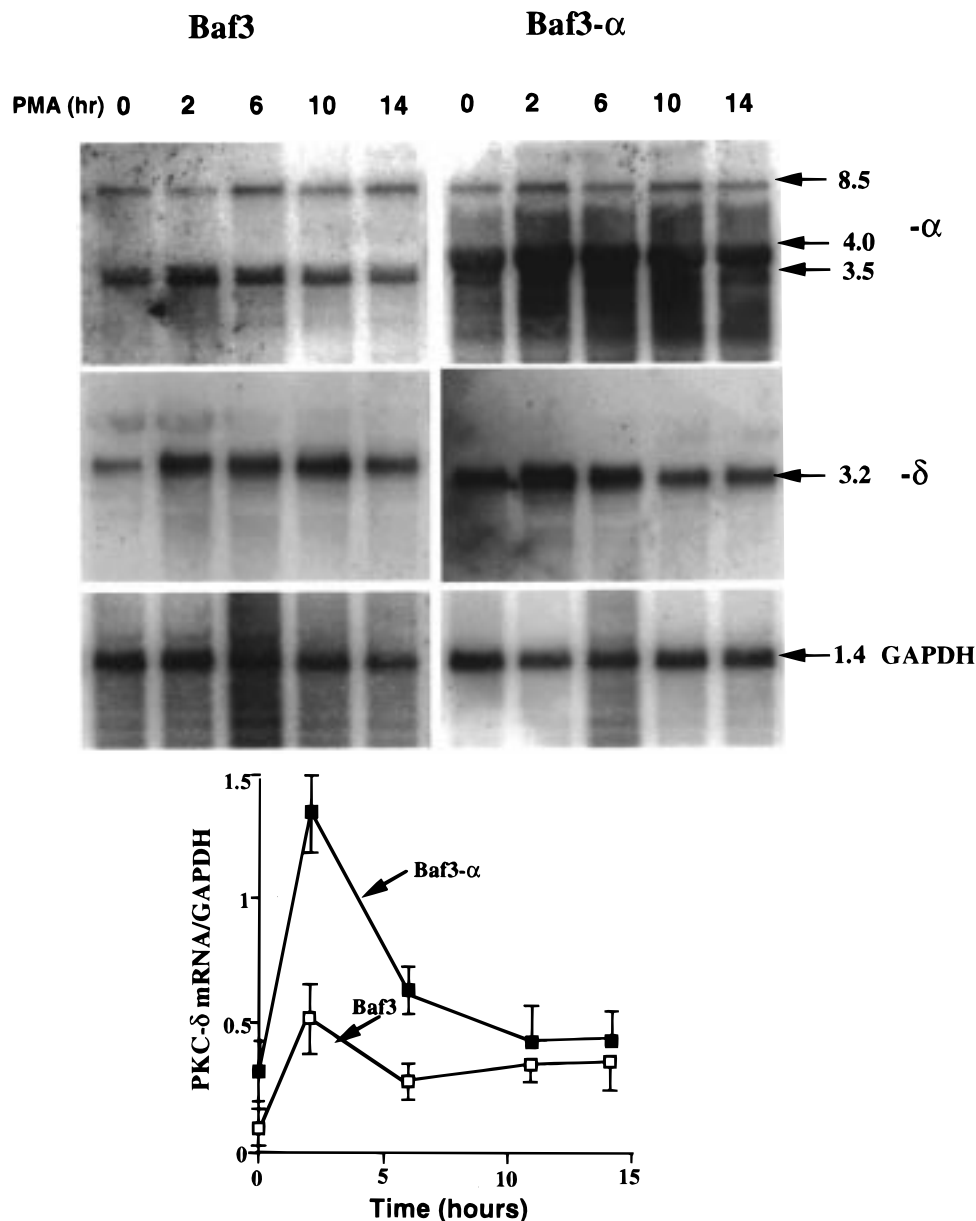 Baf3 Baf3-α
PMA (hr) 0 2 6 10 14 0 2 6 10 14
8.5
4.0 -α
3.5
3.2 -δ
1.4 GAPDH
1.5
1
0.5
0
PKC-δ mRNA/GAPDH
Baf3-α
Baf3
0 5 10 15
Time (hours)